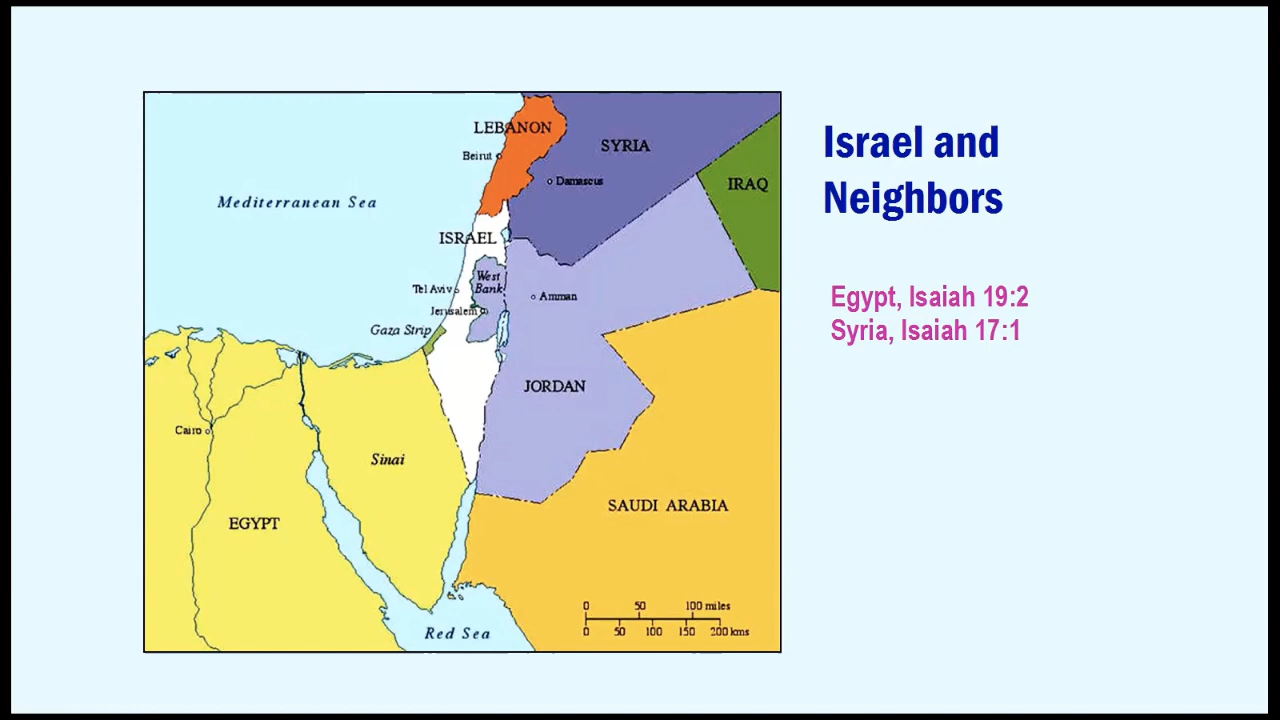 LEBANON
SYRIA
Beirut
Damascus
IRAQ
Mediterranean Sea
ISRAEL
West
Bank
Tel Aviv
Amman
Jerusalem
Gaza Strip
JORDAN
Cairo
Sinai
SAUDI ARABIA
EGYPT
Red Sea
0 50 100 miles
0 50 100 150 200 kms
Israel and
Neighbors
Egypt, Isaiah 19:2
Syria, Isaiah 17:1